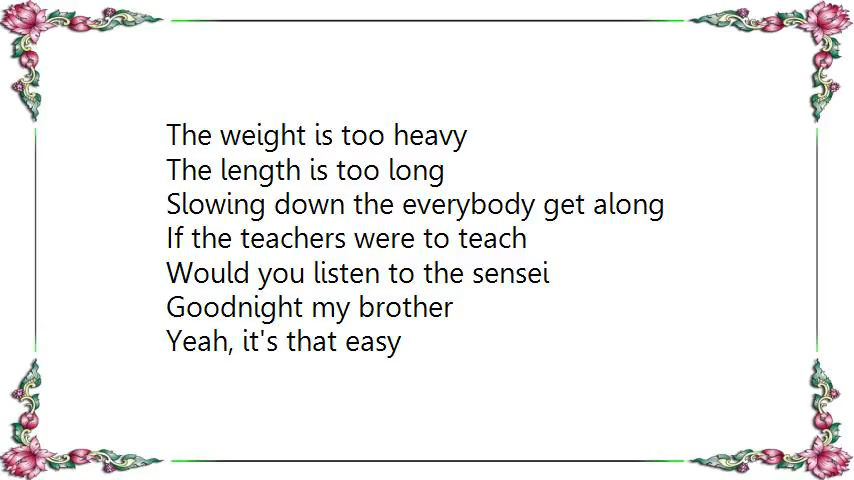 The weight is too heavy
The length is too long
Slowing down the everybody get along
If the teachers were to teach
Would you listen to the sensei
Goodnight my brother
Yeah, it's that easy